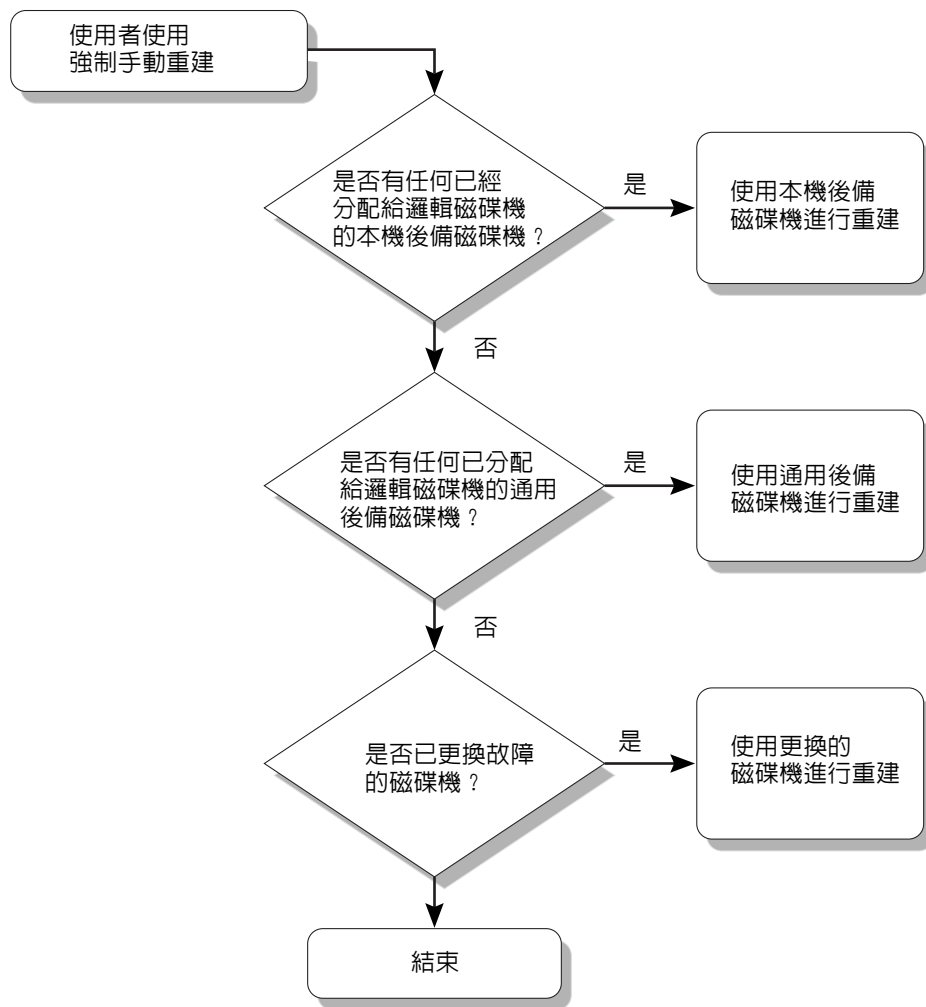 使用者使用
強制手動重建
是否有任何已經
分配給邏輯磁碟機
的本機後備磁碟機？
是
使用本機後備
磁碟機進行重建
否
是否有任何已分配
給邏輯磁碟機的通用
後備磁碟機？
是
使用通用後備
磁碟機進行重建
否
是否已更換故障
的磁碟機？
是
使用更換的
磁碟機進行重建
結束